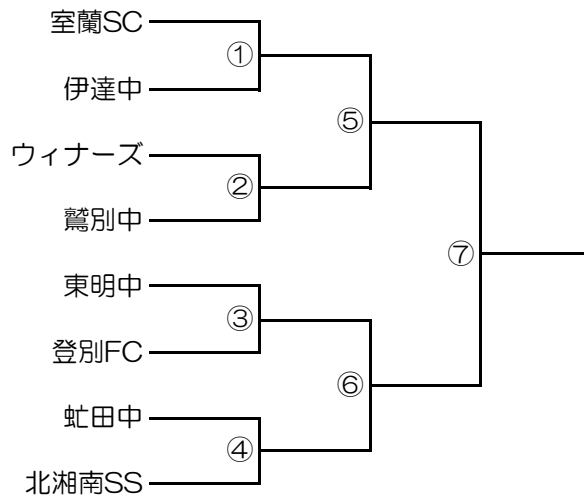 室蘭SC
①
伊達中
⑤
ウィナーズ
②
鷲別中
⑦
東明中
③
登別FC
⑥
虻田中
④
北湘南SS